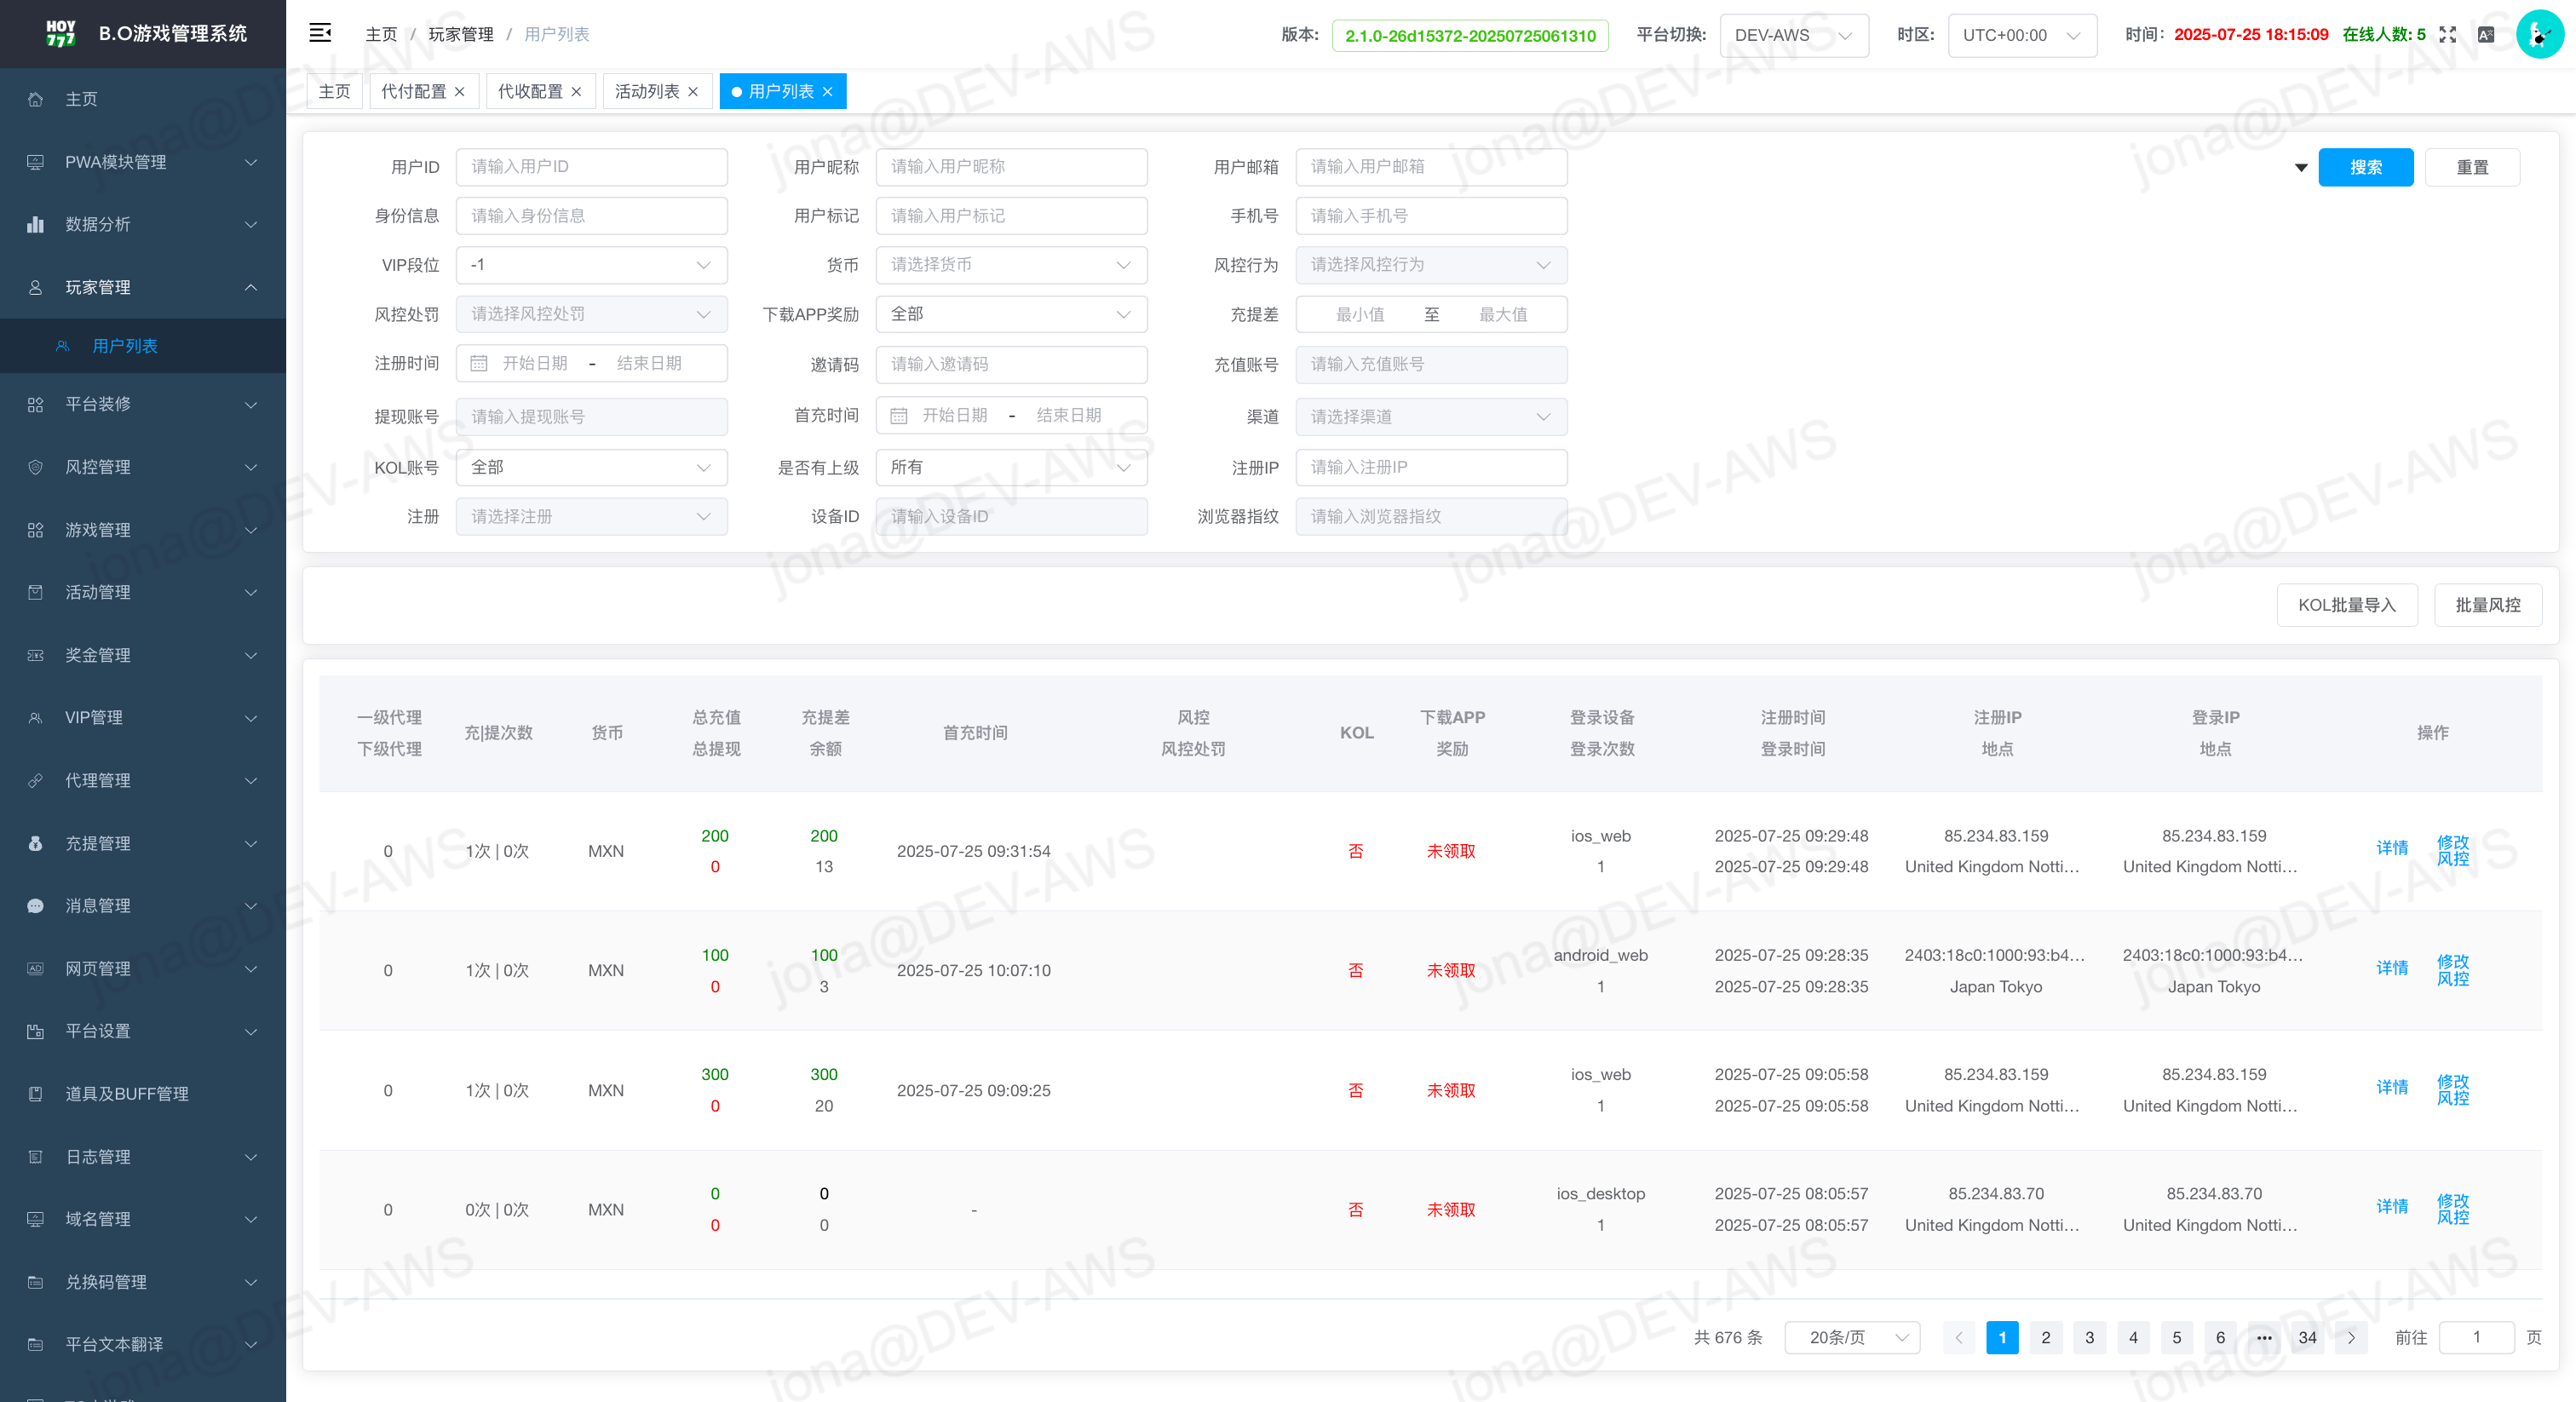 HOY
777
B.O游戏管理系统
主页 / 玩家管理 / 用户列表
版本: 2.1.0-26d15372-20250725061310 平台切换: DEV-AWS 时区: UTC+00:00 时间: 2025-07-25 18:15:09 在线人数: 5
主页 代付配置 代收配置 活动列表 用户列表
主页
PWA模块管理
数据分析
玩家管理
用户列表
平台装修
风控管理
游戏管理
活动管理
奖金管理
VIP管理
代理管理
充提管理
消息管理
网页管理
平台设置
道具及BUFF管理
日志管理
域名管理
兑换码管理
平台文本翻译
用户ID 请输入用户ID 用户昵称 请输入用户昵称 用户邮箱 请输入用户邮箱 搜索 重置
身份信息 请输入身份信息 用户标记 请输入用户标记 手机号 请输入手机号
VIP段位 -1 货币 请选择货币 风控行为 请选择风控行为
风控处罚 请选择风控处罚 下载APP奖励 全部 充提差 最小值 至 最大值
注册时间 开始日期 - 结束日期 邀请码 请输入邀请码 充值账号 请输入充值账号
提现账号 请输入提现账号 首充时间 开始日期 - 结束日期 渠道 请选择渠道
KOL账号 全部 是否有上级 所有 注册IP 请输入注册IP
注册 请选择注册 设备ID 请输入设备ID 浏览器指纹 请输入浏览器指纹
KOL批量导入 批量风控
一级代理 总充值 充提差 风控 下载APP 登录设备 注册时间 注册IP 登录IP
充|提次数 货币 首充时间 KOL 操作
下级代理 总提现 余额 风控处罚 奖励 登录次数 登录时间 地点 地点
200 200 ios_web 2025-07-25 09:29:48 85.234.83.159 85.234.83.159
0 1次 | 0次 MXN 2025-07-25 09:31:54 否 未领取 详情 修改风控
0 13 1 2025-07-25 09:29:48 United Kingdom Notti... United Kingdom Notti...
100 100 android_web 2025-07-25 09:28:35 2403:18c0:1000:93:b4... 2403:18c0:1000:93:b4...
0 1次 | 0次 MXN 2025-07-25 10:07:10 否 未领取 详情 修改风控
0 3 1 2025-07-25 09:28:35 Japan Tokyo Japan Tokyo
300 300 ios_web 2025-07-25 09:05:58 85.234.83.159 85.234.83.159
0 1次 | 0次 MXN 2025-07-25 09:09:25 否 未领取 详情 修改风控
0 20 1 2025-07-25 09:05:58 United Kingdom Notti... United Kingdom Notti...
0 0 ios_desktop 2025-07-25 08:05:57 85.234.83.70 85.234.83.70
0 0次 | 0次 MXN - 否 未领取 详情 修改风控
0 0 1 2025-07-25 08:05:57 United Kingdom Notti... United Kingdom Notti...
共 676 条 20条/页 1 2 3 4 5 6 ••• 34 前往 1 页
jona@DEV-AWS